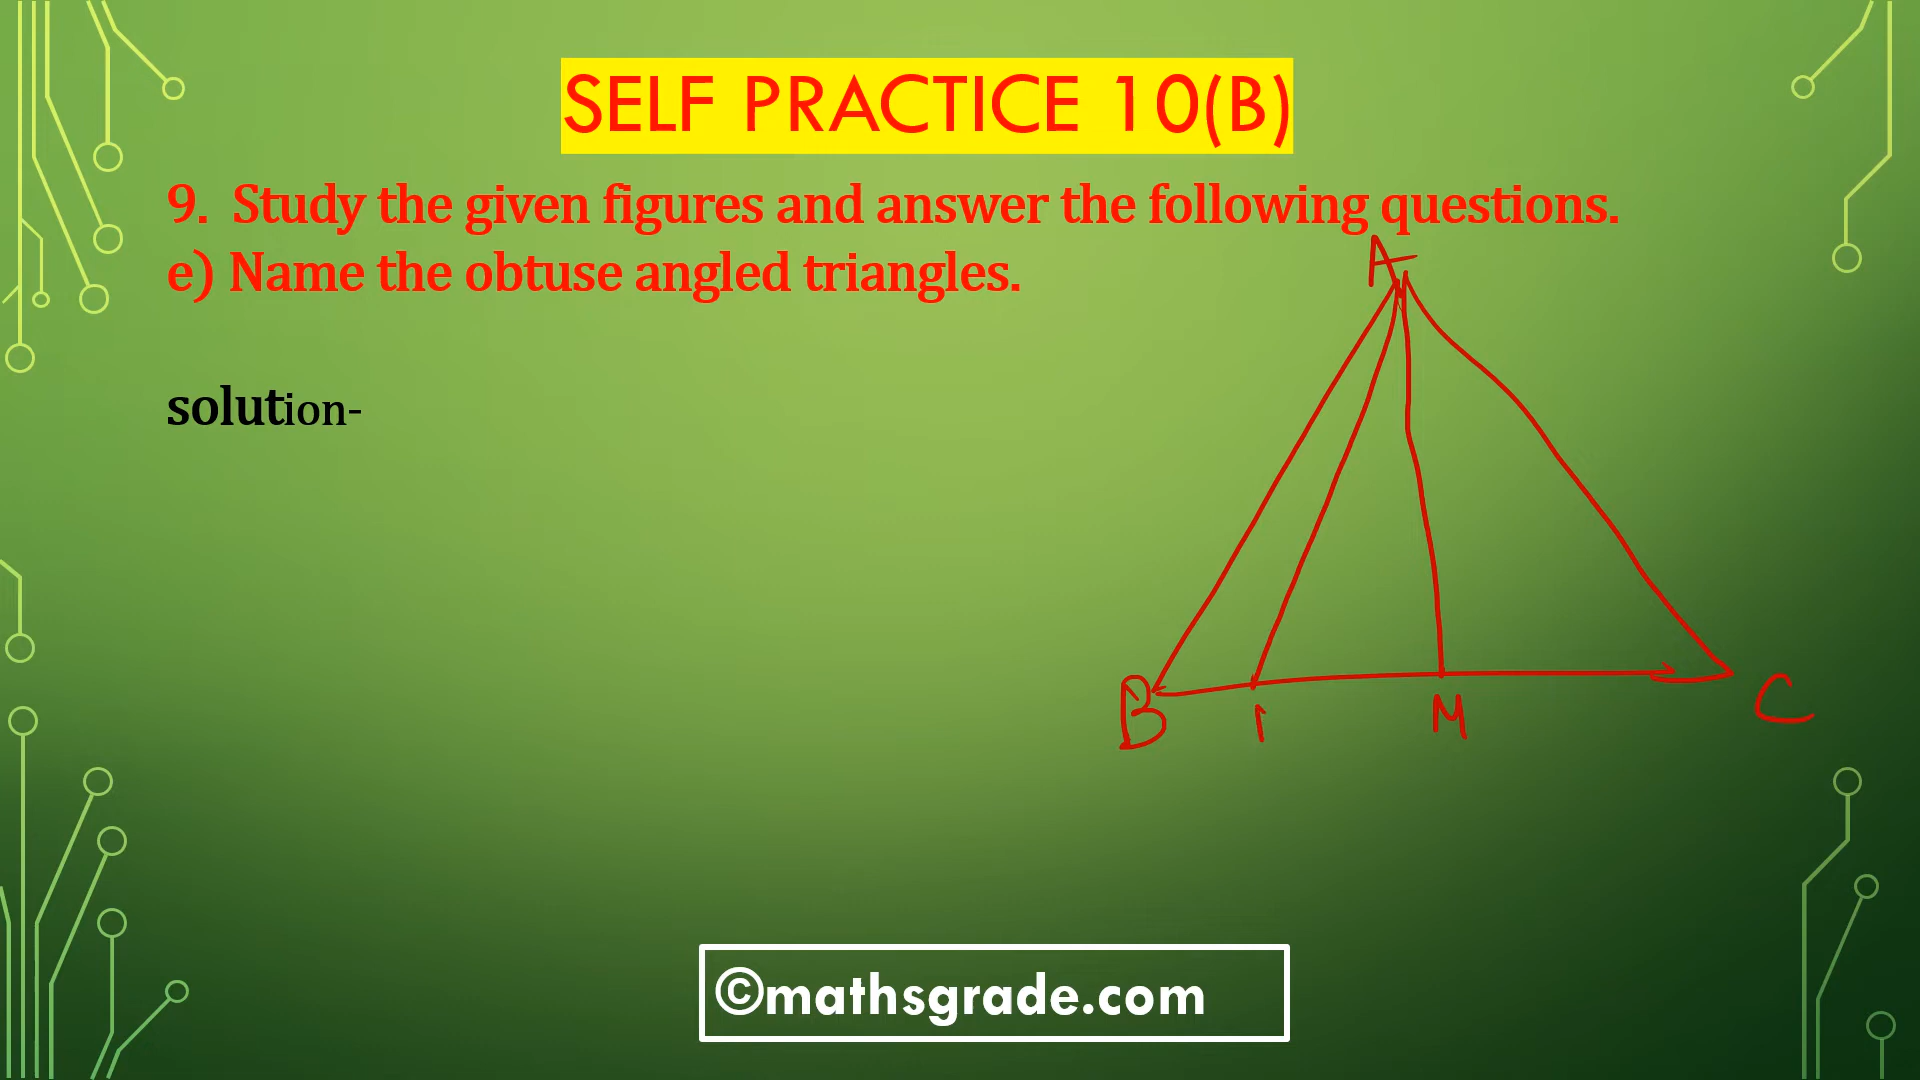 SELF PRACTICE 10(B)
9. Study the given figures and answer the following questions.
e) Name the obtuse angled triangles.
A
solution-
B
M
C
©mathsgrade.com